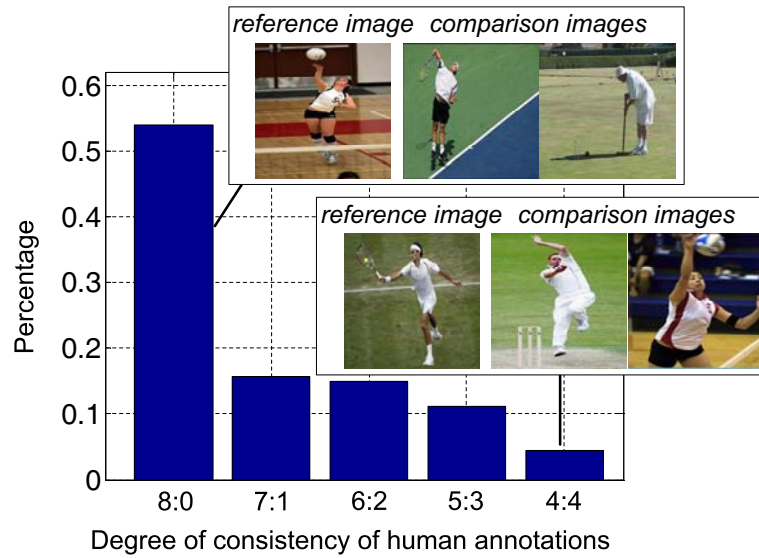 reference image comparison images
reference image comparison images
Percentage
0.6
0.5
0.4
0.3
0.2
0.1
0
8:0 7:1 6:2 5:3 4:4
Degree of consistency of human annotations